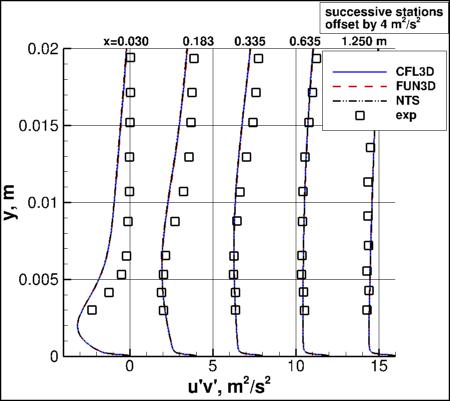 successive stations
offset by 4 m²/s²
x=0.030 0.183 0.335 0.635 1.250 m
0.02
CFL3D
FUN3D
NTS
exp
0.015
0.01
0.005
0
0 5 10 15
y, m
u'v', m²/s²